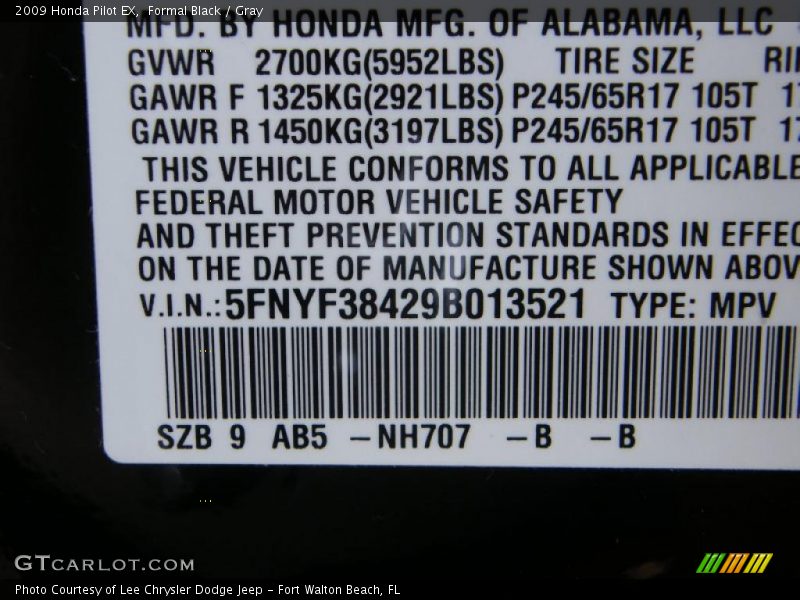 2009 Honda Pilot EX, Formal Black / Gray
MFD. BY HONDA MFG. OF ALABAMA, LLC
GVWR 2700KG(5952LBS) TIRE SIZE
GAWR F 1325KG(2921LBS) P245/65R17 105T
GAWR R 1450KG(3197LBS) P245/65R17 105T
THIS VEHICLE CONFORMS TO ALL APPLICABLE
FEDERAL MOTOR VEHICLE SAFETY
AND THEFT PREVENTION STANDARDS IN EFFEC
ON THE DATE OF MANUFACTURE SHOWN ABOV
V.I.N.: 5FNYF38429B013521 TYPE: MPV
SZB 9 AB5 -NH707 -B -B
GTCARLOT.COM
Photo Courtesy of Lee Chrysler Dodge Jeep - Fort Walton Beach, FL